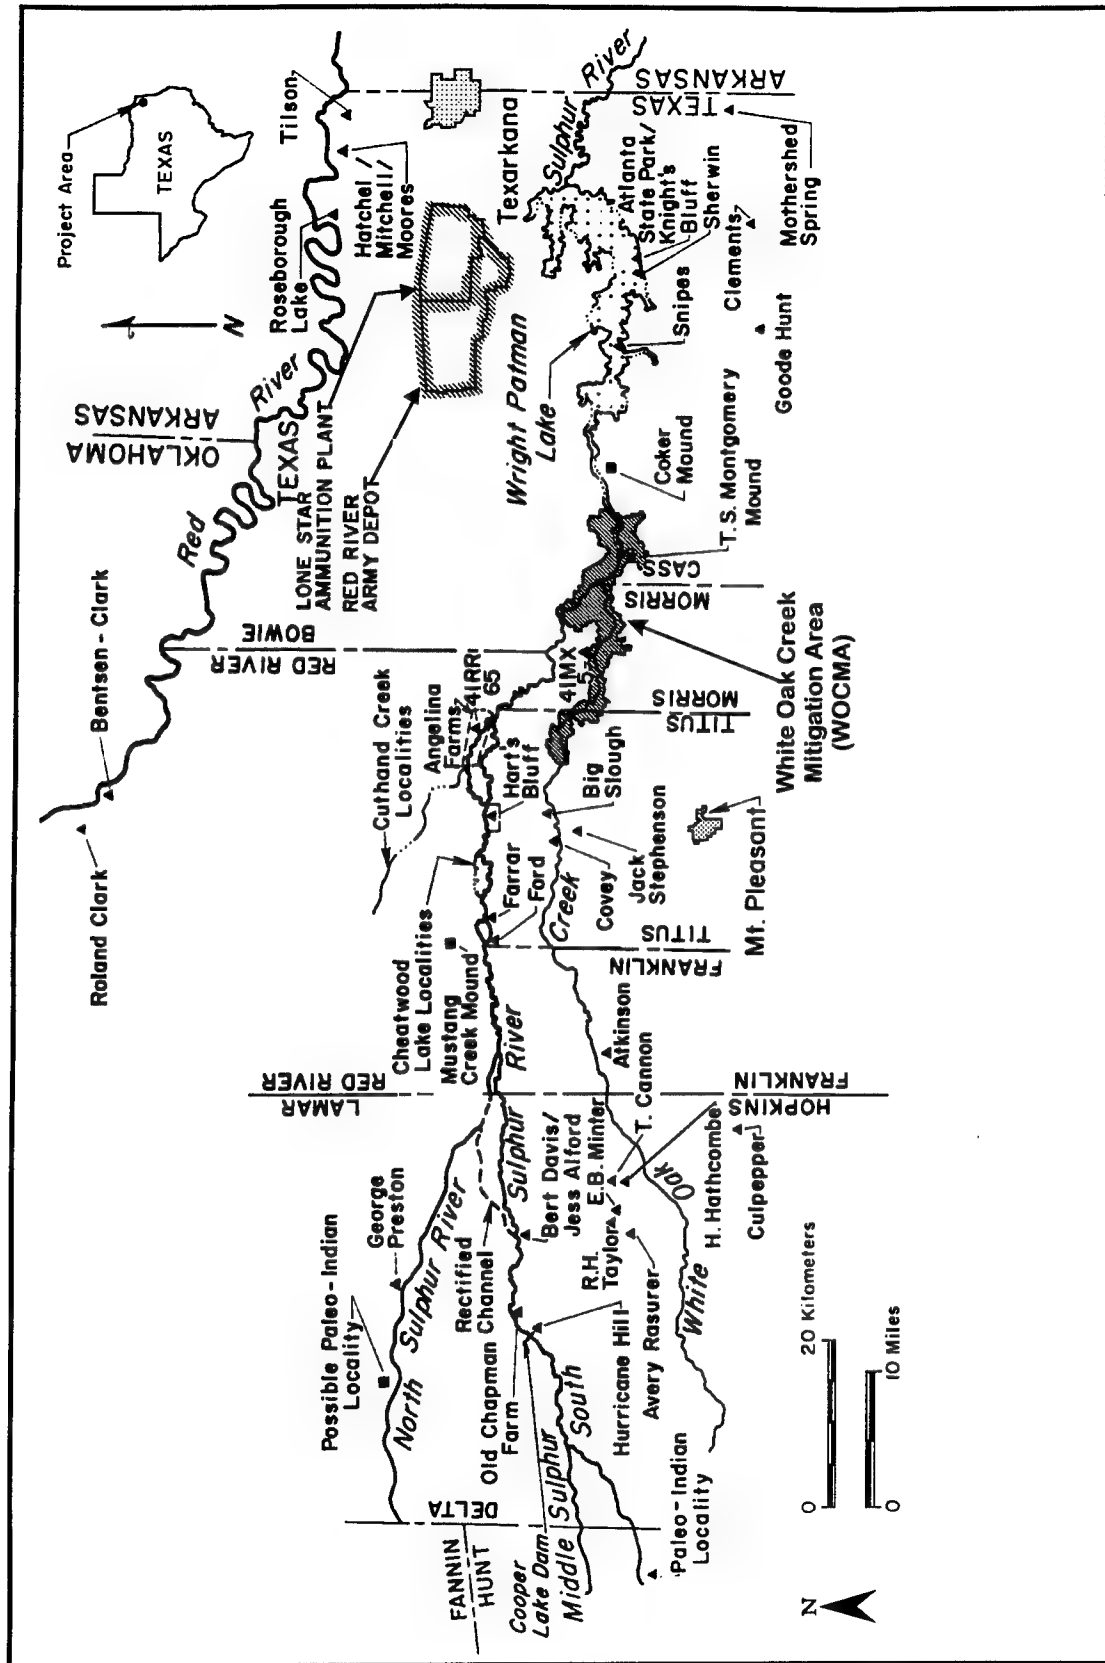 Project Area
TEXAS
N
Roland Clark
Bentsen-Clark
Red
River
OKLAHOMA
ARKANSAS
TEXAS
Roseborough
Lake
Tilson
Hatchel/
Mitchell/
Moores
LONE STAR
AMMUNITION PLANT
RED RIVER
ARMY DEPOT
Texarkana
RED RIVER
BOWIE
Possible Paleo-Indian
Locality
George
Preston
North Sulphur River
LAMAR
RED RIVER
Cuthand Creek
Localities
Angelina
Farms
41RR
65
Cheatwood
Lake Localities
Mustang
Creek Mound
Hart's
Bluff
Farrar
Ford
Rectified
Channel
Sulphur
River
Old Chapman
Farm
FANNIN
HUNT
DELTA
Cooper
Lake Dam
Middle Sulphur
South
Bert Davis/
Jess Alford
E.B. Minter
T. Cannon
R.H.
Taylor
Hurricane Hill
Avery Rasurer
H. Hathcombe
Culpepper
White
Oak
Creek
Atkinson
HOPKINS
FRANKLIN
FRANKLIN
TITUS
Covey
Jack
Stephenson
Big
Slough
Mt. Pleasant
TITUS
MORRIS
41MX
5
MORRIS
CASS
White Oak Creek
Mitigation Area
(WOCMA)
T.S. Montgomery
Mound
Coker
Mound
Wright Patman
Lake
Snipes
Goode Hunt
Clements
Atlanta
State Park/
Knight's
Bluff
Sherwin
Mothershed
Spring
Sulphur
River
TEXAS
ARKANSAS
Paleo-Indian
Locality
0
20 Kilometers
0
10 Miles
N